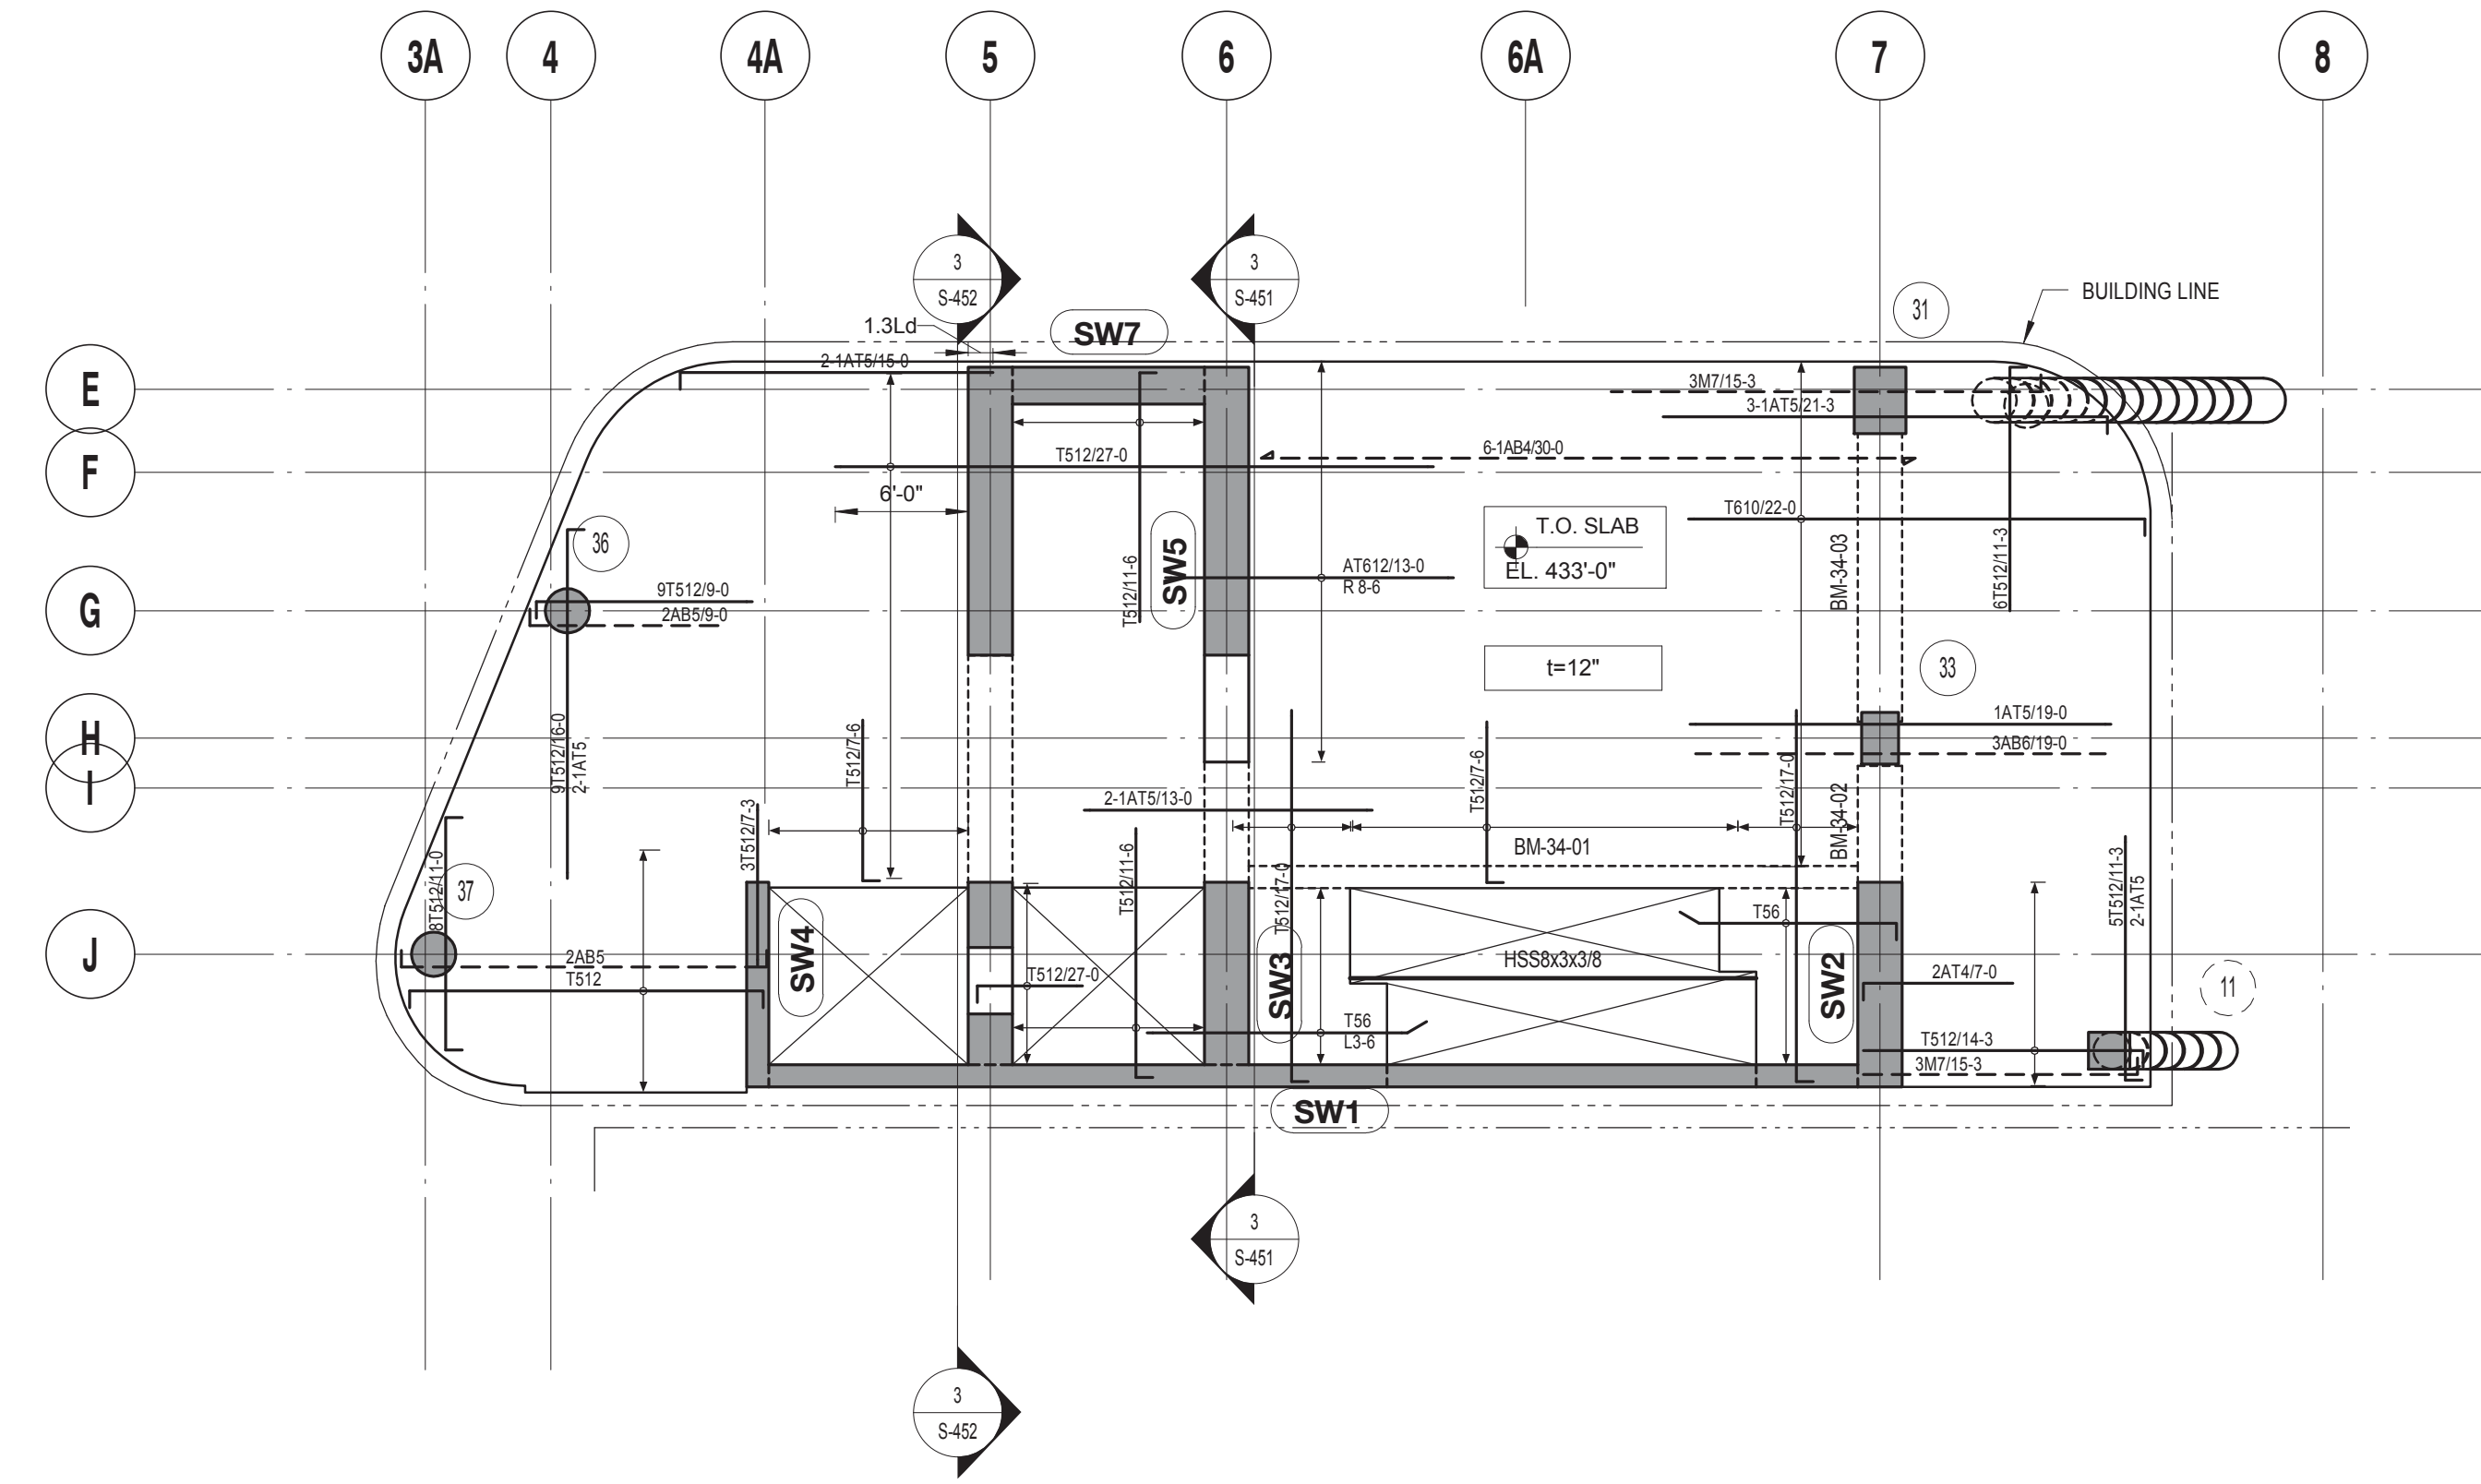 3A
4
4A
5
6
6A
7
8
3
S-452
3
S-451
31
BUILDING LINE
1.3Ld
SW7
E
2-1AT5/15-0
3M7/15-3
3-1AT5/21-3
F
T512/27-0
6-1AB4/30-0
6'-0"
T610/22-0
T.O. SLAB
EL. 433'-0"
36
SW5
T512/11-6
BM-34-03
6T512/11-3
AT612/13-0
R 8-6
9T512/9-0
2AB5/9-0
G
t=12"
33
H
9T512/16-0
2-1AT5
T512/7-6
T512/7-6
T512/17-0
1AT5/19-0
3AB6/19-0
I
2-1AT5/13-0
3T512/7-3
BM-34-02
BM-34-01
8T512/11-0
37
T512/11-6
T512/17-0
5T512/11-3
2-1AT5
T56
J
SW4
2AB5
T512
T512/27-0
SW3
HSS8x3x3/8
SW2
2AT4/7-0
11
T56
L3-6
T512/14-3
3M7/15-3
SW1
3
S-451
3
S-452